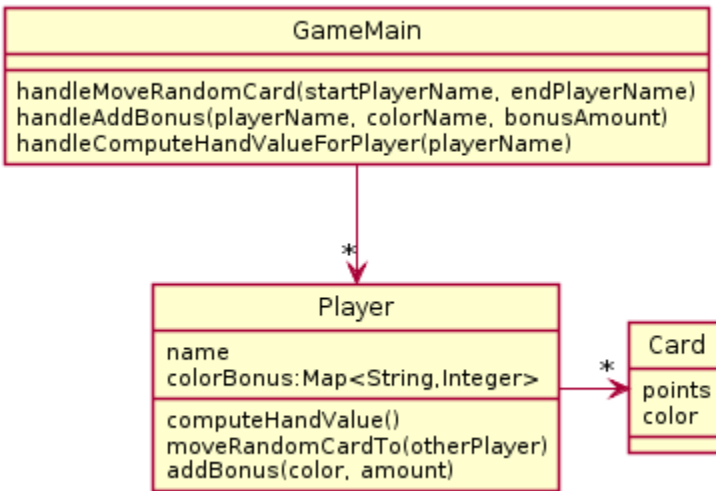 GameMain
handleMoveRandomCard(startPlayerName, endPlayerName)
handleAddBonus(playerName, colorName, bonusAmount)
handleComputeHandValueForPlayer(playerName)
*
Player
name
colorBonus:Map<String,Integer>
computeHandValue()
moveRandomCardTo(otherPlayer)
addBonus(color, amount)
*
Card
points
color